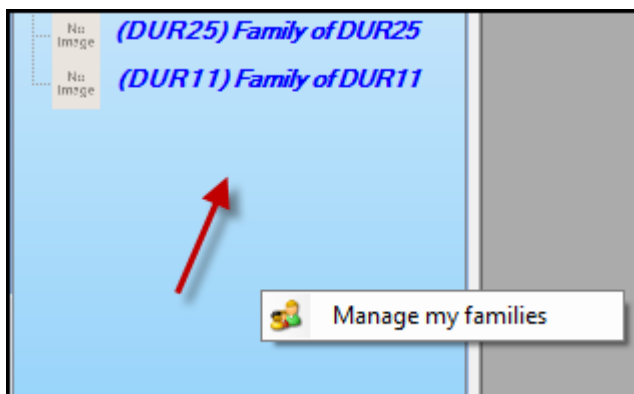 No
Image
(DUR25) Family of DUR25
No
Image
(DUR11) Family of DUR11
Manage my families